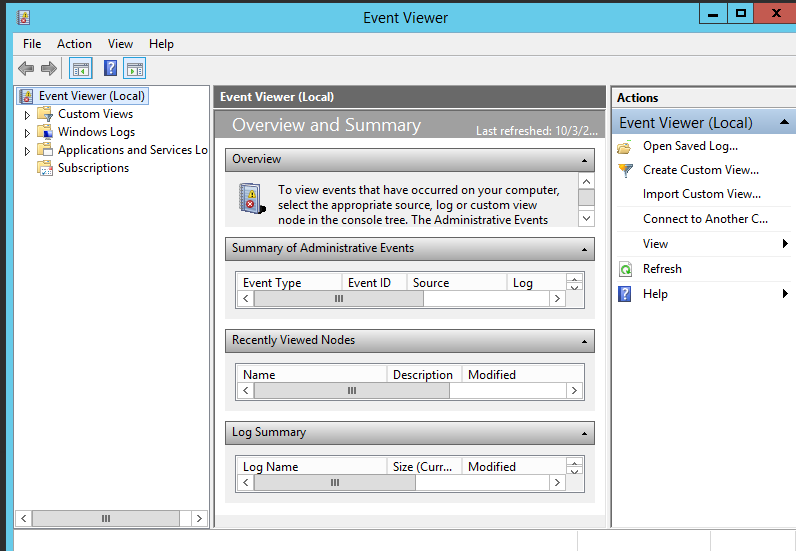 Event Viewer
File Action View Help
Event Viewer (Local)
Custom Views
Windows Logs
Applications and Services Lo
Subscriptions
Event Viewer (Local)
Overview and Summary
Last refreshed: 10/3/2...
Overview
To view events that have occurred on your computer,
select the appropriate source, log or custom view
node in the console tree. The Administrative Events
Summary of Administrative Events
Event Type Event ID Source Log
Recently Viewed Nodes
Name Description Modified
Log Summary
Log Name Size (Curr... Modified
Actions
Event Viewer (Local)
Open Saved Log...
Create Custom View...
Import Custom View...
Connect to Another C...
View
Refresh
Help